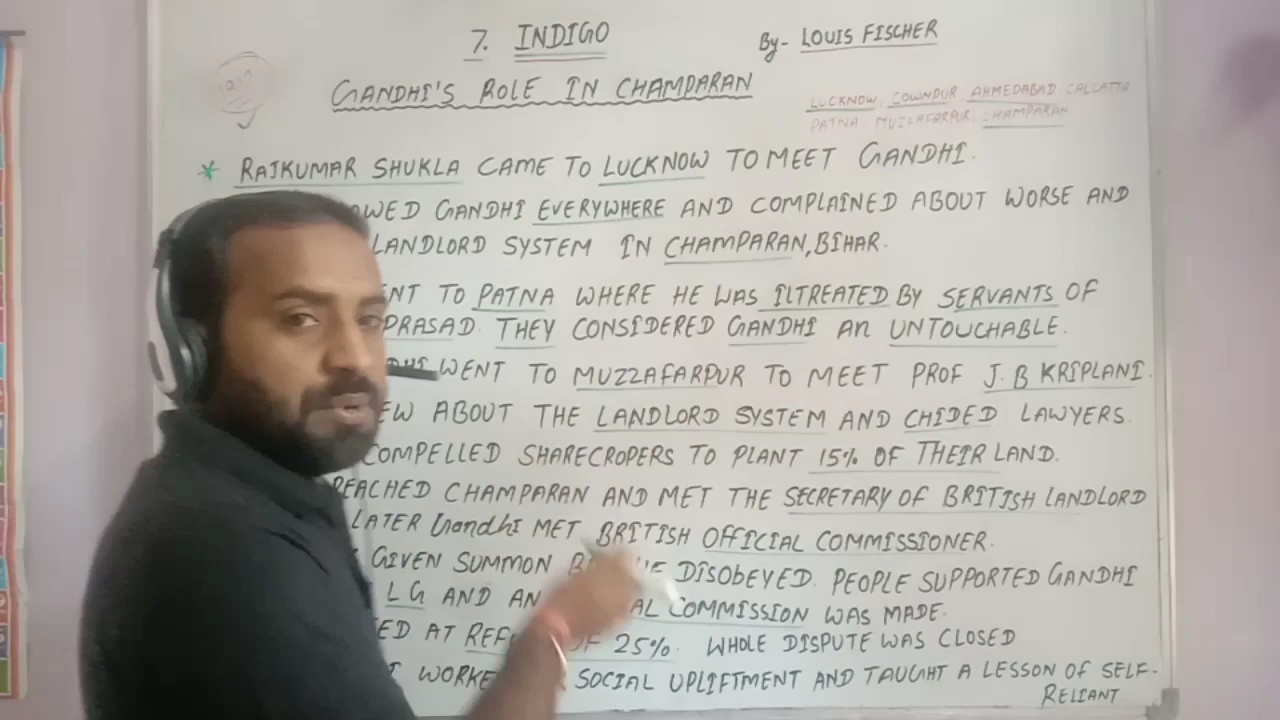 7. INDIGO
By- LOUIS FISCHER
1917
GANDHI'S ROLE IN CHAMPARAN
LUCKNOW, COWNPUR, AHMEDABAD CALCATTA
PATNA MUZZAFARPUR CHAMPARAN
* RAJKUMAR SHUKLA CAME TO LUCKNOW TO MEET GANDHI.
OWED GANDHI EVERYWHERE AND COMPLAINED ABOUT WORSE AND
LANDLORD SYSTEM IN CHAMPARAN, BIHAR.
ENT TO PATNA WHERE HE WAS ILTREATED BY SERVANTS OF
PRASAD. THEY CONSIDERED GANDHI AN UNTOUCHABLE.
WENT TO MUZZAFARPUR TO MEET PROF J.B KRIPLANI.
EW ABOUT THE LANDLORD SYSTEM AND CHIDED LAWYERS.
COMPELLED SHARECROPERS TO PLANT 15% OF THEIR LAND.
REACHED CHAMPARAN AND MET THE SECRETARY OF BRITISH LANDLORD
LATER Gandhi MET BRITISH OFFICIAL COMMISSIONER.
GIVEN SUMMON DISOBEYED. PEOPLE SUPPORTED GANDHI
LG AND AN AL COMMISSION WAS MADE.
ED AT REF OF 25%. WHOLE DISPUTE WAS CLOSED
WORKE SOCIAL UPLIFTMENT AND TAUGHT A LESSON OF SELF-
RELIANT